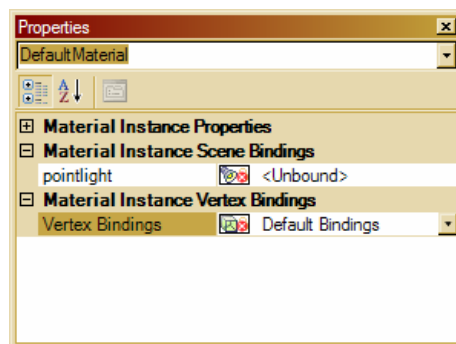 Properties
DefaultMaterial
A
Z
Material Instance Properties
Material Instance Scene Bindings
pointlight <Unbound>
Material Instance Vertex Bindings
Vertex Bindings Default Bindings